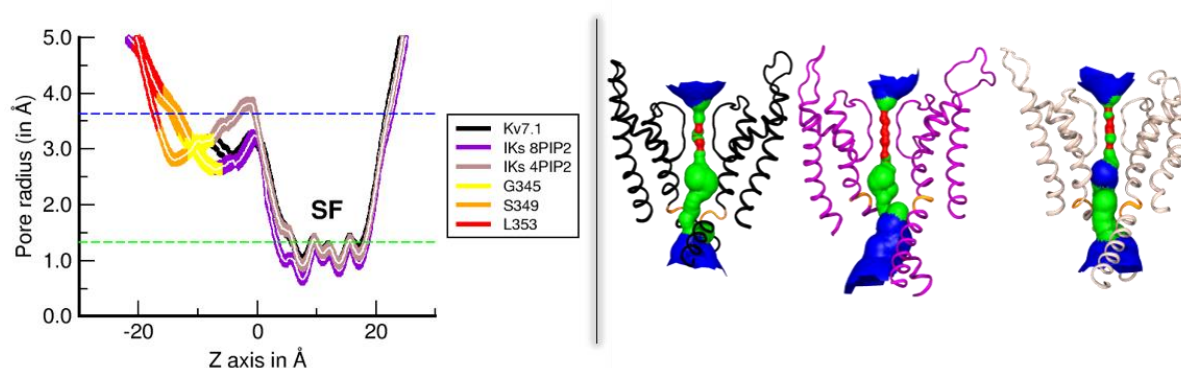 5.0
4.0
3.0
2.0
1.0
0.0
Pore radius (in Å)
-20
0
20
Z axis in Å
SF
Kv7.1
IKs 8PIP2
IKs 4PIP2
G345
S349
L353